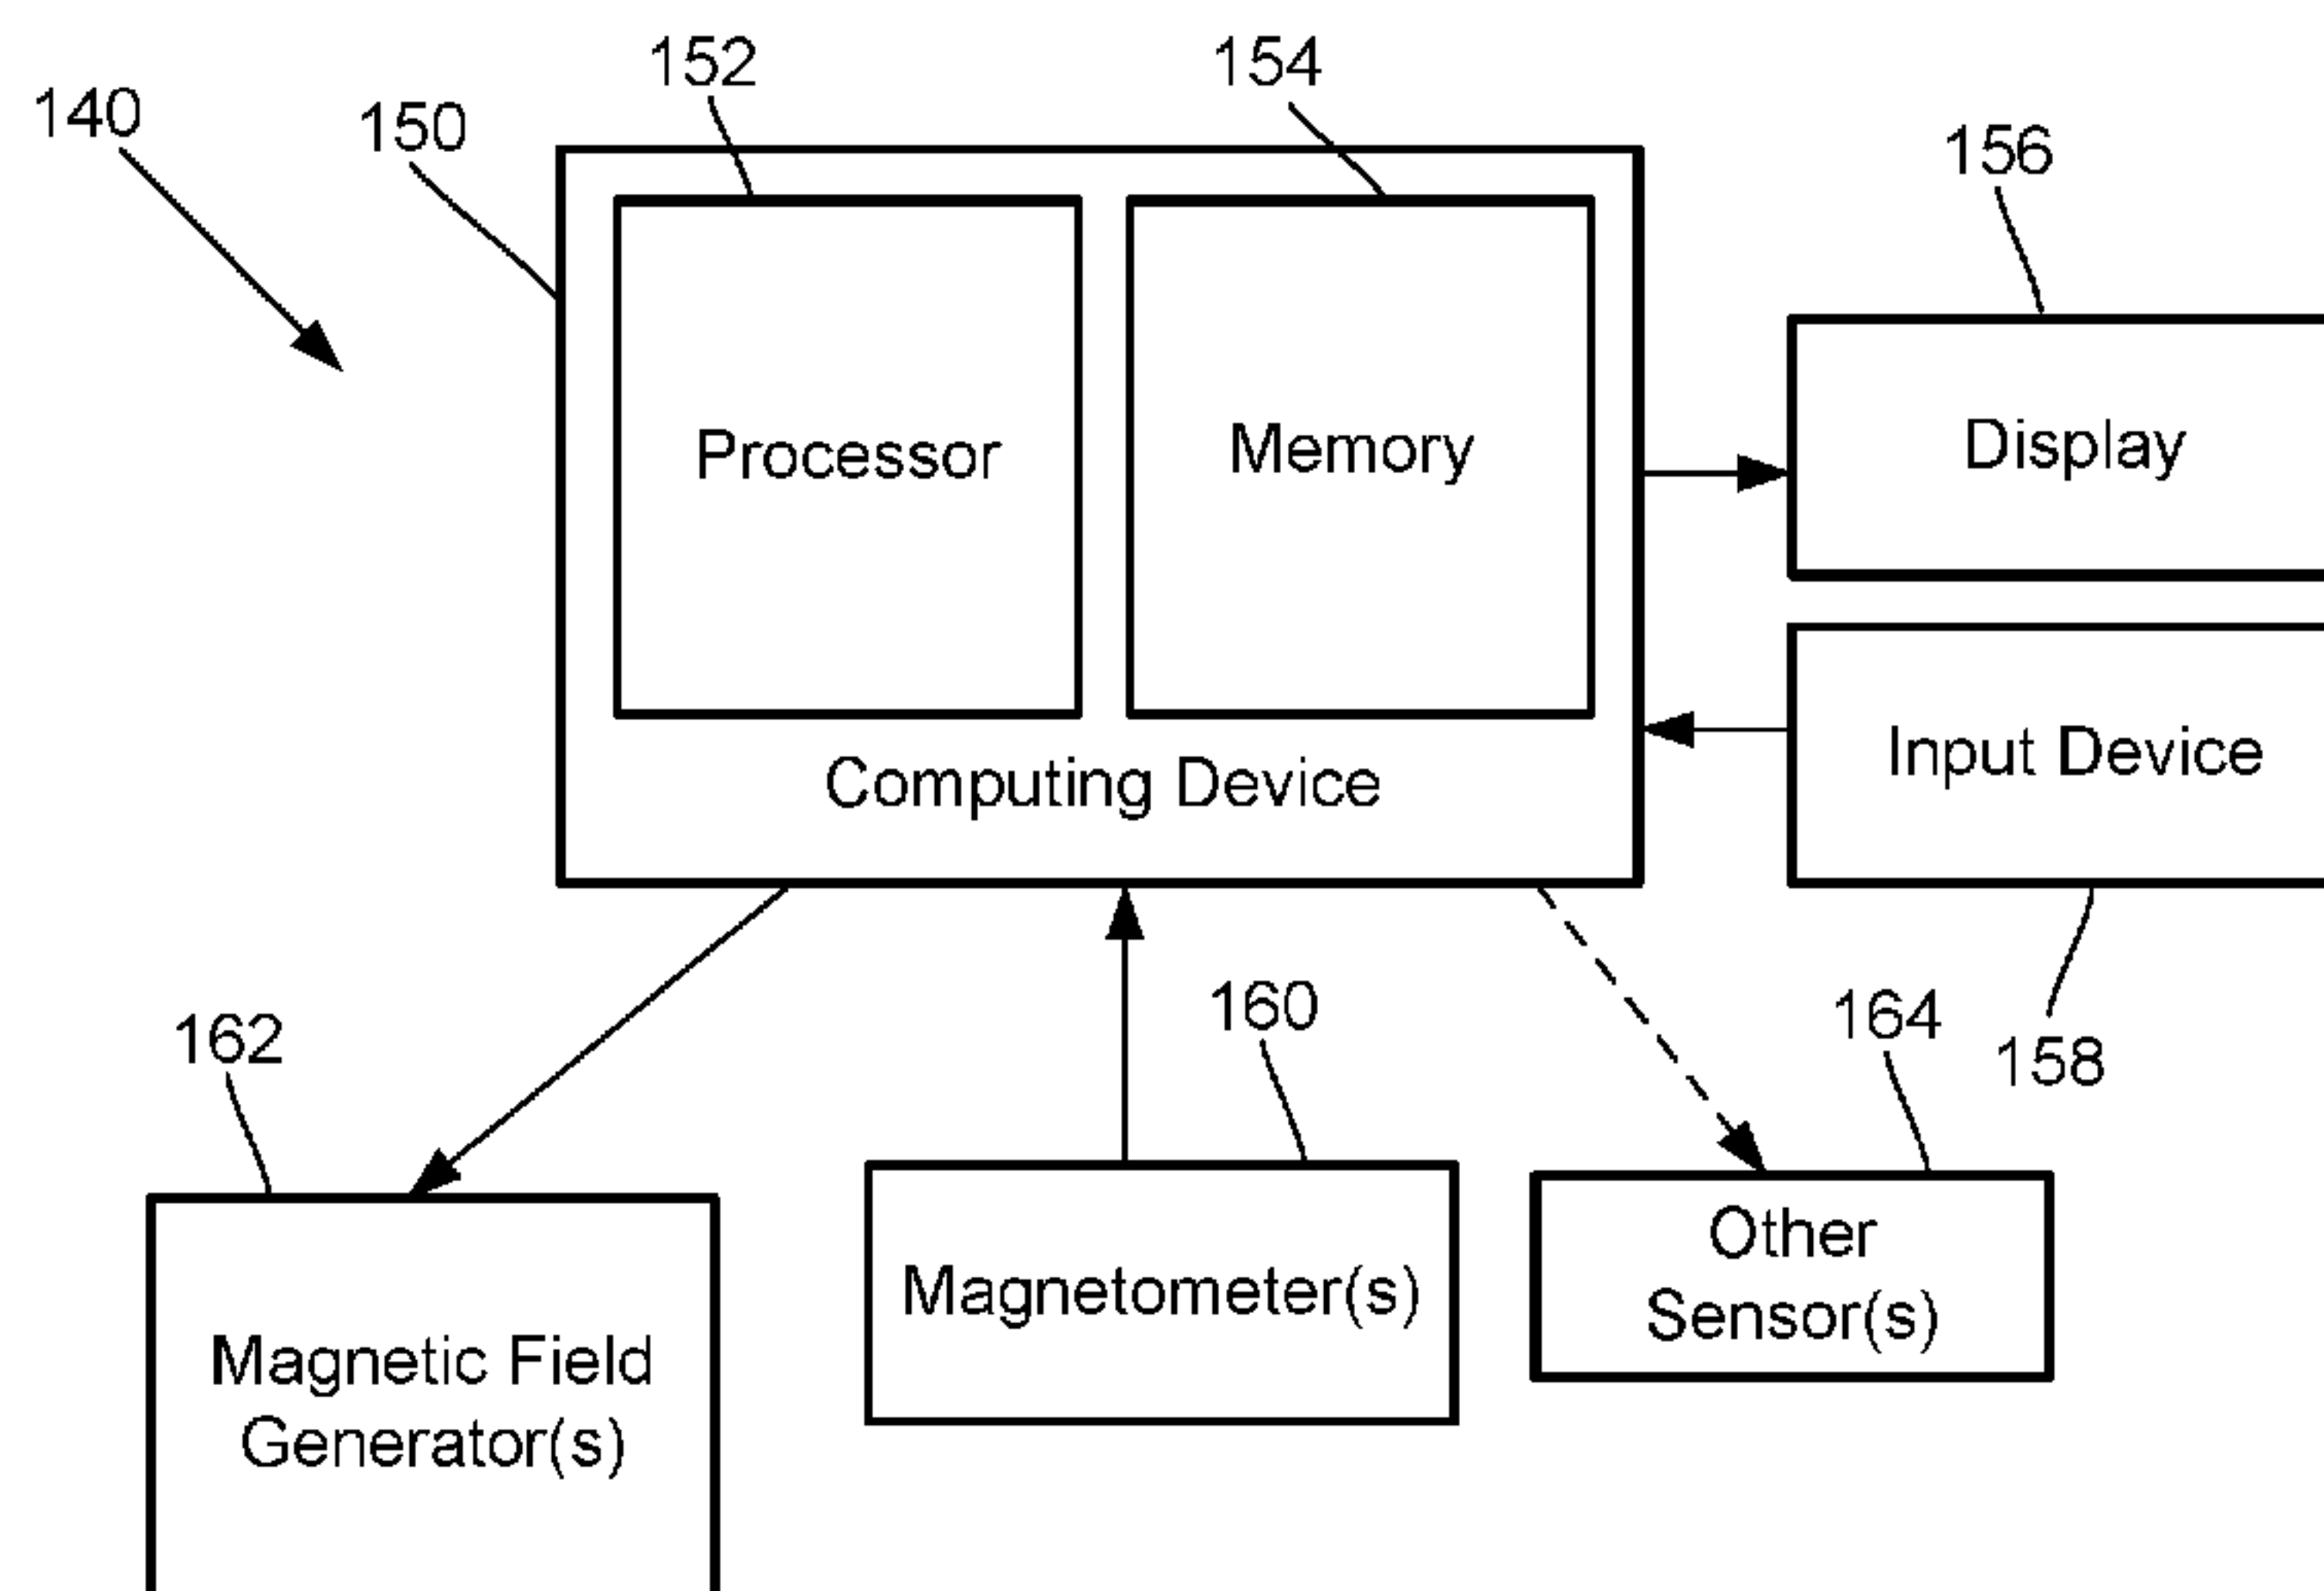 152
154
140
150
156
Processor
Memory
Display
Computing Device
Input Device
162
160
164
158
Magnetic Field
Generator(s)
Magnetometer(s)
Other
Sensor(s)